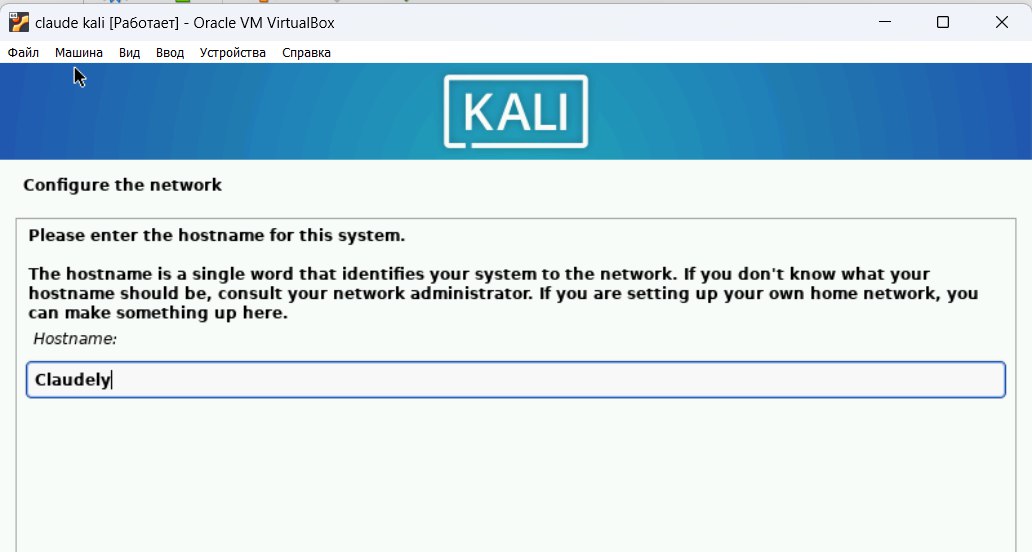 claude kali [Работает] - Oracle VM VirtualBox
Файл Машина Вид Ввод Устройства Справка
KALI
Configure the network
Please enter the hostname for this system.
The hostname is a single word that identifies your system to the network. If you don't know what your
hostname should be, consult your network administrator. If you are setting up your own home network, you
can make something up here.
Hostname:
Claudely